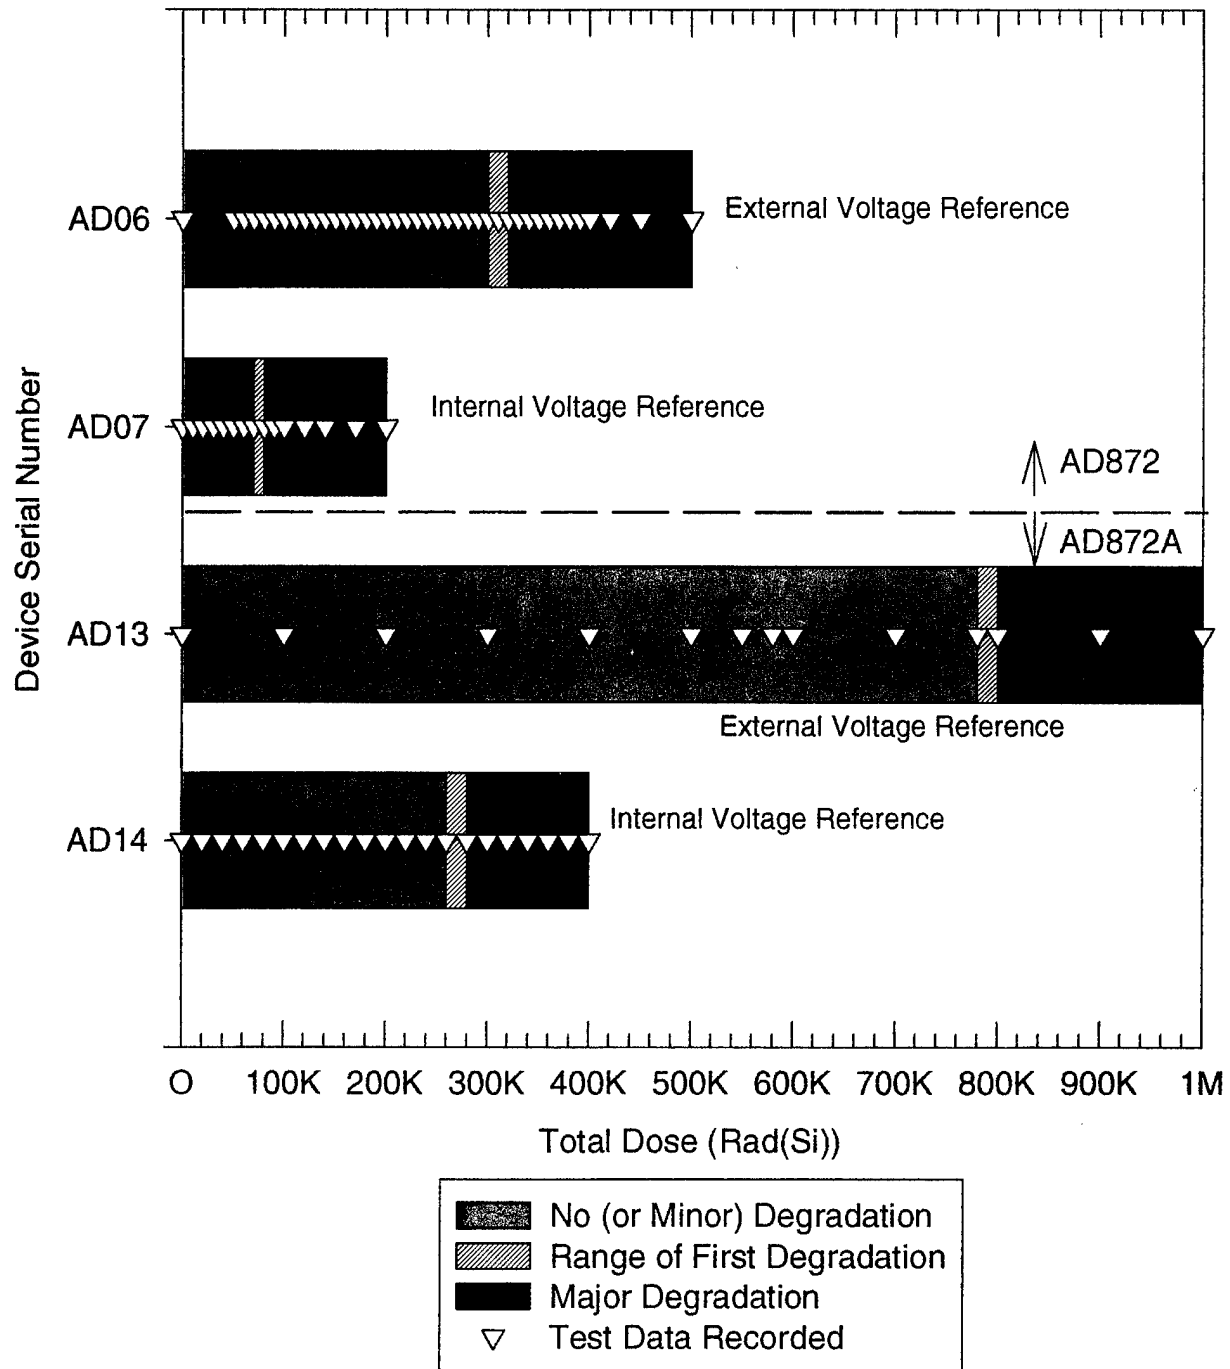 AD06
External Voltage Reference
AD07
Internal Voltage Reference
AD872
AD872A
AD13
External Voltage Reference
AD14
Internal Voltage Reference
Device Serial Number
O 100K 200K 300K 400K 500K 600K 700K 800K 900K 1M
Total Dose (Rad(Si))
No (or Minor) Degradation
Range of First Degradation
Major Degradation
Test Data Recorded